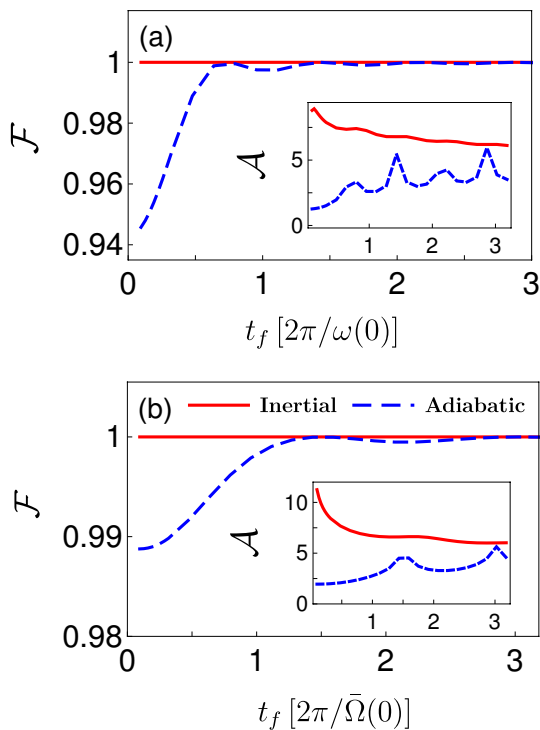 (a)
1
0.98
0.96
0.94
ℱ
0 1 2 3
t_f [2π/ω(0)]
𝒜
5
0
1 2 3
(b)
Inertial Adiabatic
1
0.99
0.98
ℱ
0 1 2 3
t_f [2π/Ω̄(0)]
𝒜
10
5
0
1 2 3